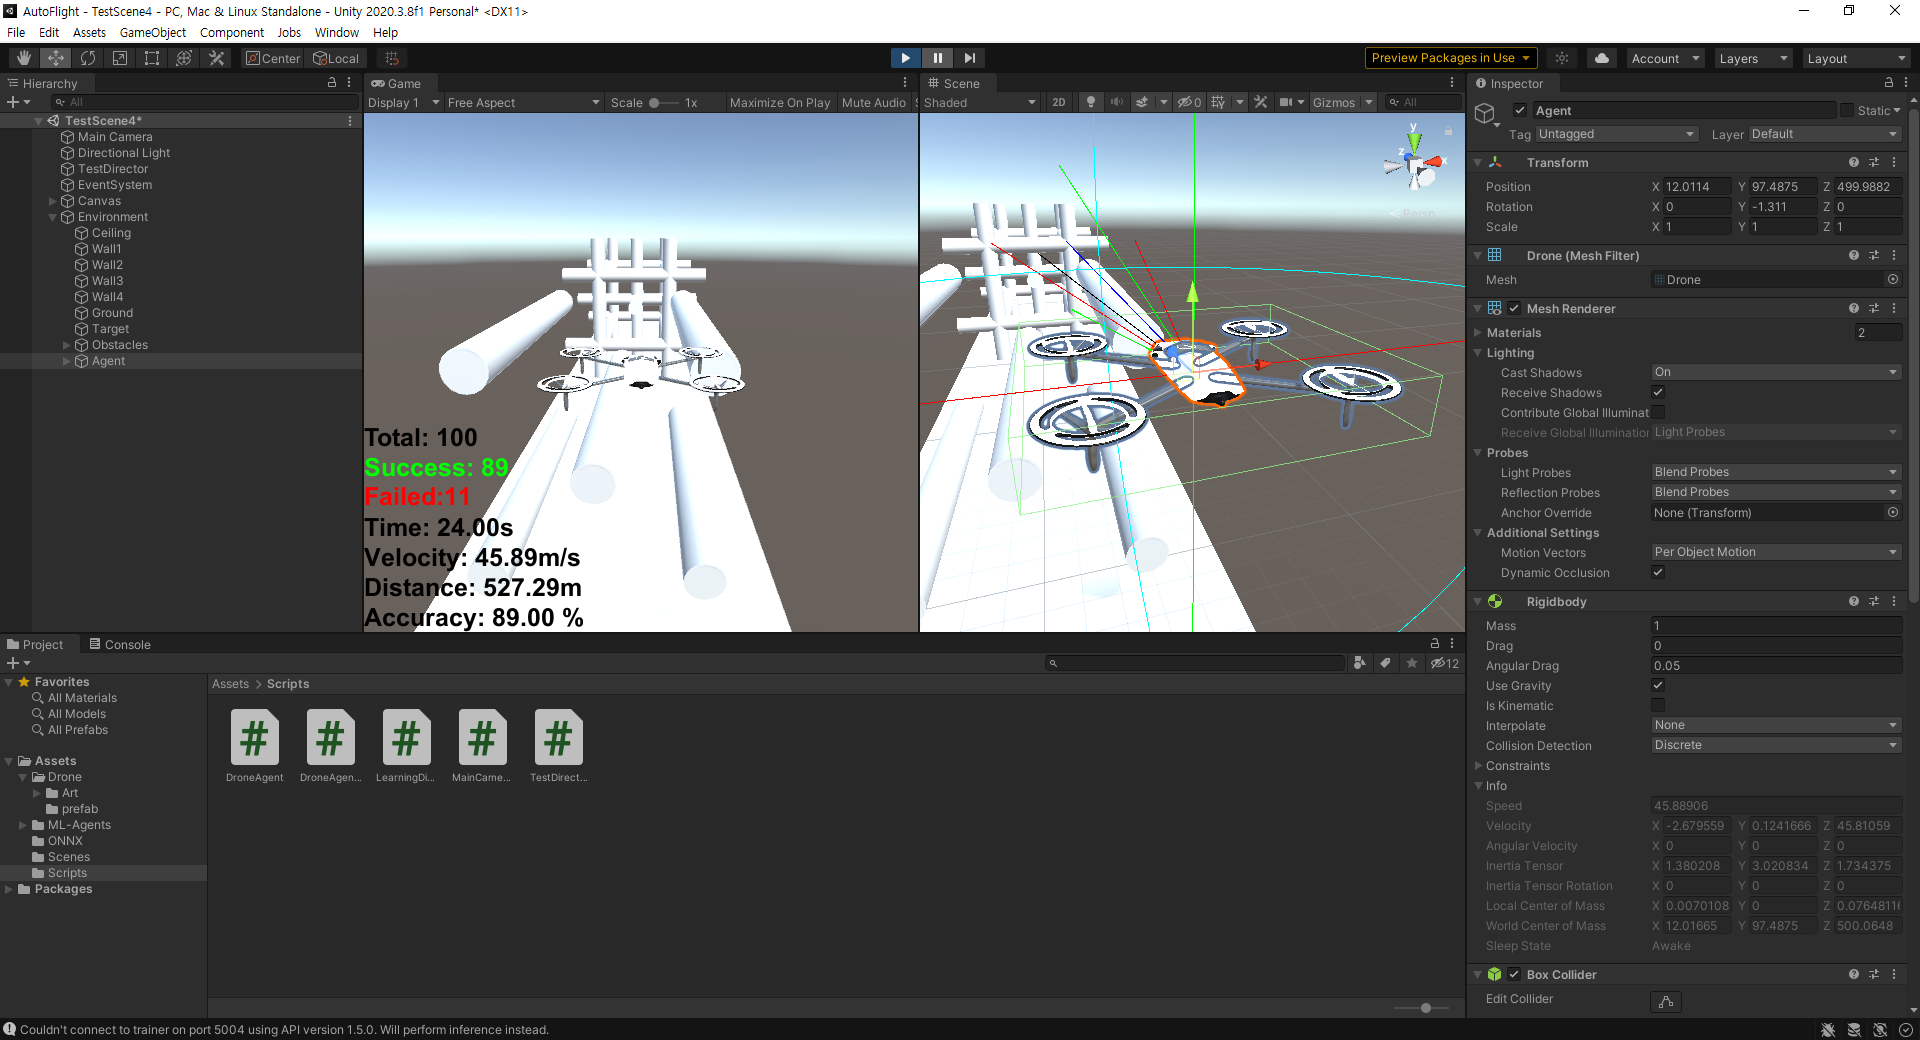 AutoFlight - TestScene4 - PC, Mac & Linux Standalone - Unity 2020.3.8f1 Personal* <DX11>
File Edit Assets GameObject Component Jobs Window Help
Center Local
Preview Packages in Use Account Layers Layout
Hierarchy
All
TestScene4*
Main Camera
Directional Light
TestDirector
EventSystem
Canvas
Environment
Ceiling
Wall1
Wall2
Wall3
Wall4
Ground
Target
Obstacles
Agent
Game
Display 1 Free Aspect Scale 1x Maximize On Play Mute Audio
Total: 100
Success: 89
Failed:11
Time: 24.00s
Velocity: 45.89m/s
Distance: 527.29m
Accuracy: 89.00 %
Scene
Shaded 2D 0 Gizmos All
y
z
x
Persp
Inspector
Agent Static
Tag Untagged Layer Default
Transform
Position X 12.0114 Y 97.4875 Z 499.9882
Rotation X 0 Y -1.311 Z 0
Scale X 1 Y 1 Z 1
Drone (Mesh Filter)
Mesh Drone
Mesh Renderer
Materials 2
Lighting
Cast Shadows On
Receive Shadows
Contribute Global Illuminat
Receive Global Illumination Light Probes
Probes
Light Probes Blend Probes
Reflection Probes Blend Probes
Anchor Override None (Transform)
Additional Settings
Motion Vectors Per Object Motion
Dynamic Occlusion
Rigidbody
Mass 1
Drag 0
Angular Drag 0.05
Use Gravity
Is Kinematic
Interpolate None
Collision Detection Discrete
Constraints
Info
Speed 45.88906
Velocity X -2.679559 Y 0.1241666 Z 45.81059
Angular Velocity X 0 Y 0 Z 0
Inertia Tensor X 1.380208 Y 3.020834 Z 1.734375
Inertia Tensor Rotation X 0 Y 0 Z 0
Local Center of Mass X 0.0070108 Y 0 Z 0.0764811
World Center of Mass X 12.01665 Y 97.4875 Z 500.0648
Sleep State Awake
Box Collider
Edit Collider
Project Console
12
Favorites
All Materials
All Models
All Prefabs
Assets
Drone
Art
prefab
ML-Agents
ONNX
Scenes
Scripts
Packages
Assets > Scripts
DroneAgent DroneAgen... LearningDi... MainCame... TestDirect...
Couldn't connect to trainer on port 5004 using API version 1.5.0. Will perform inference instead.